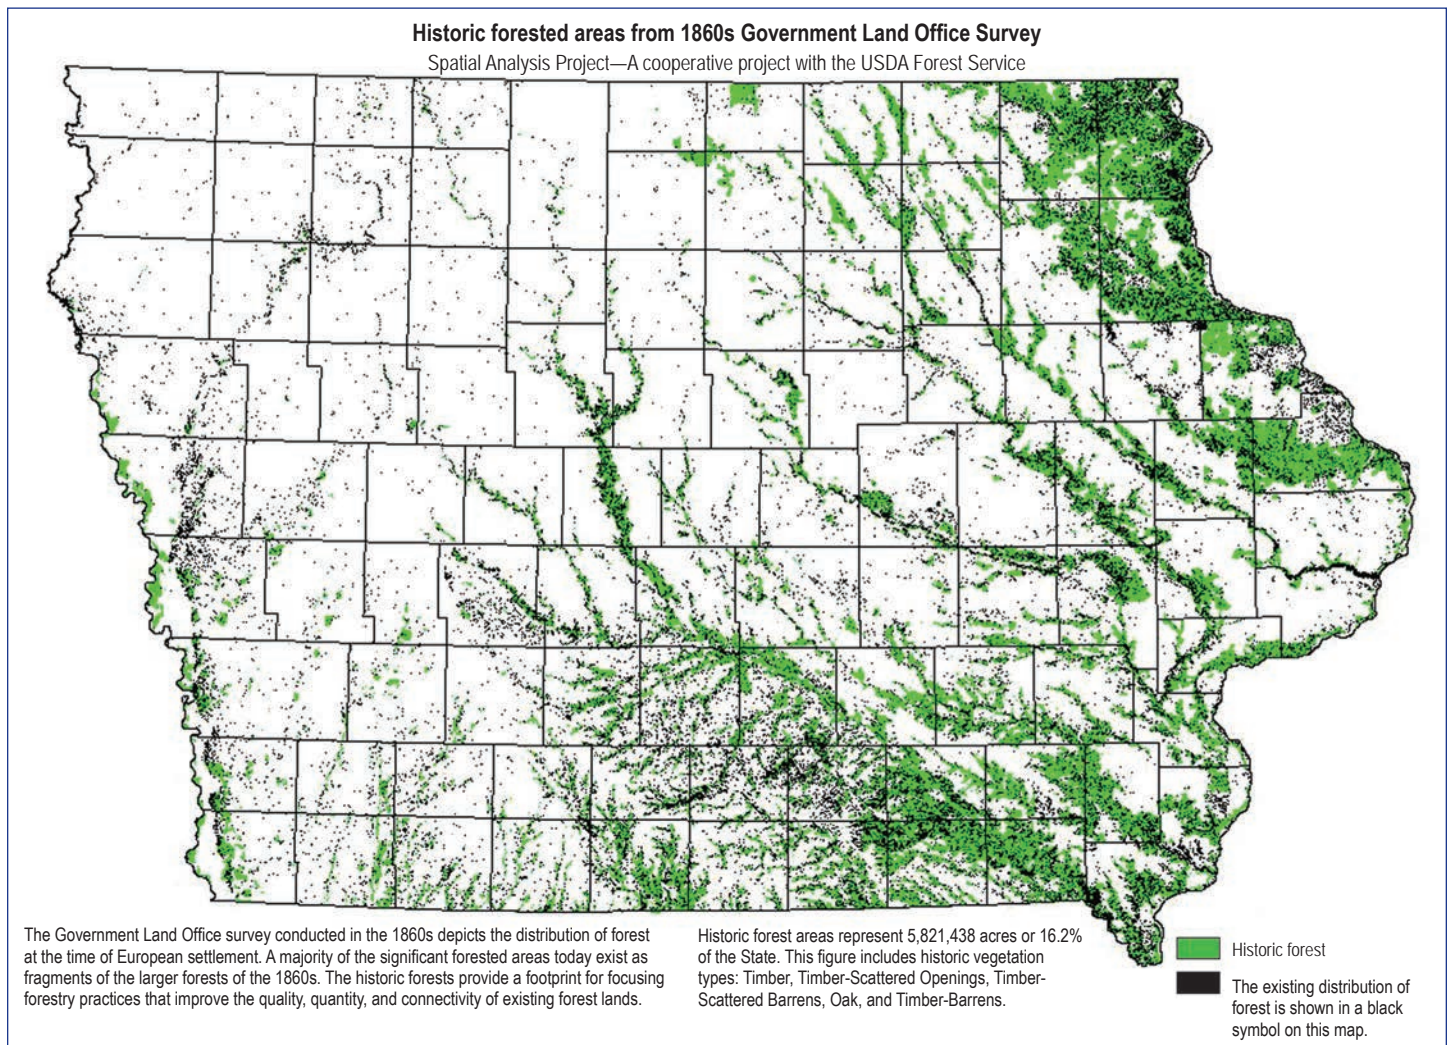 Historic forested areas from 1860s Government Land Office Survey
Spatial Analysis Project—A cooperative project with the USDA Forest Service
The Government Land Office survey conducted in the 1860s depicts the distribution of forest
at the time of European settlement. A majority of the significant forested areas today exist as
fragments of the larger forests of the 1860s. The historic forests provide a footprint for focusing
forestry practices that improve the quality, quantity, and connectivity of existing forest lands.
Historic forest areas represent 5,821,438 acres or 16.2%
of the State. This figure includes historic vegetation
types: Timber, Timber-Scattered Openings, Timber-
Scattered Barrens, Oak, and Timber-Barrens.
Historic forest
The existing distribution of
forest is shown in a black
symbol on this map.